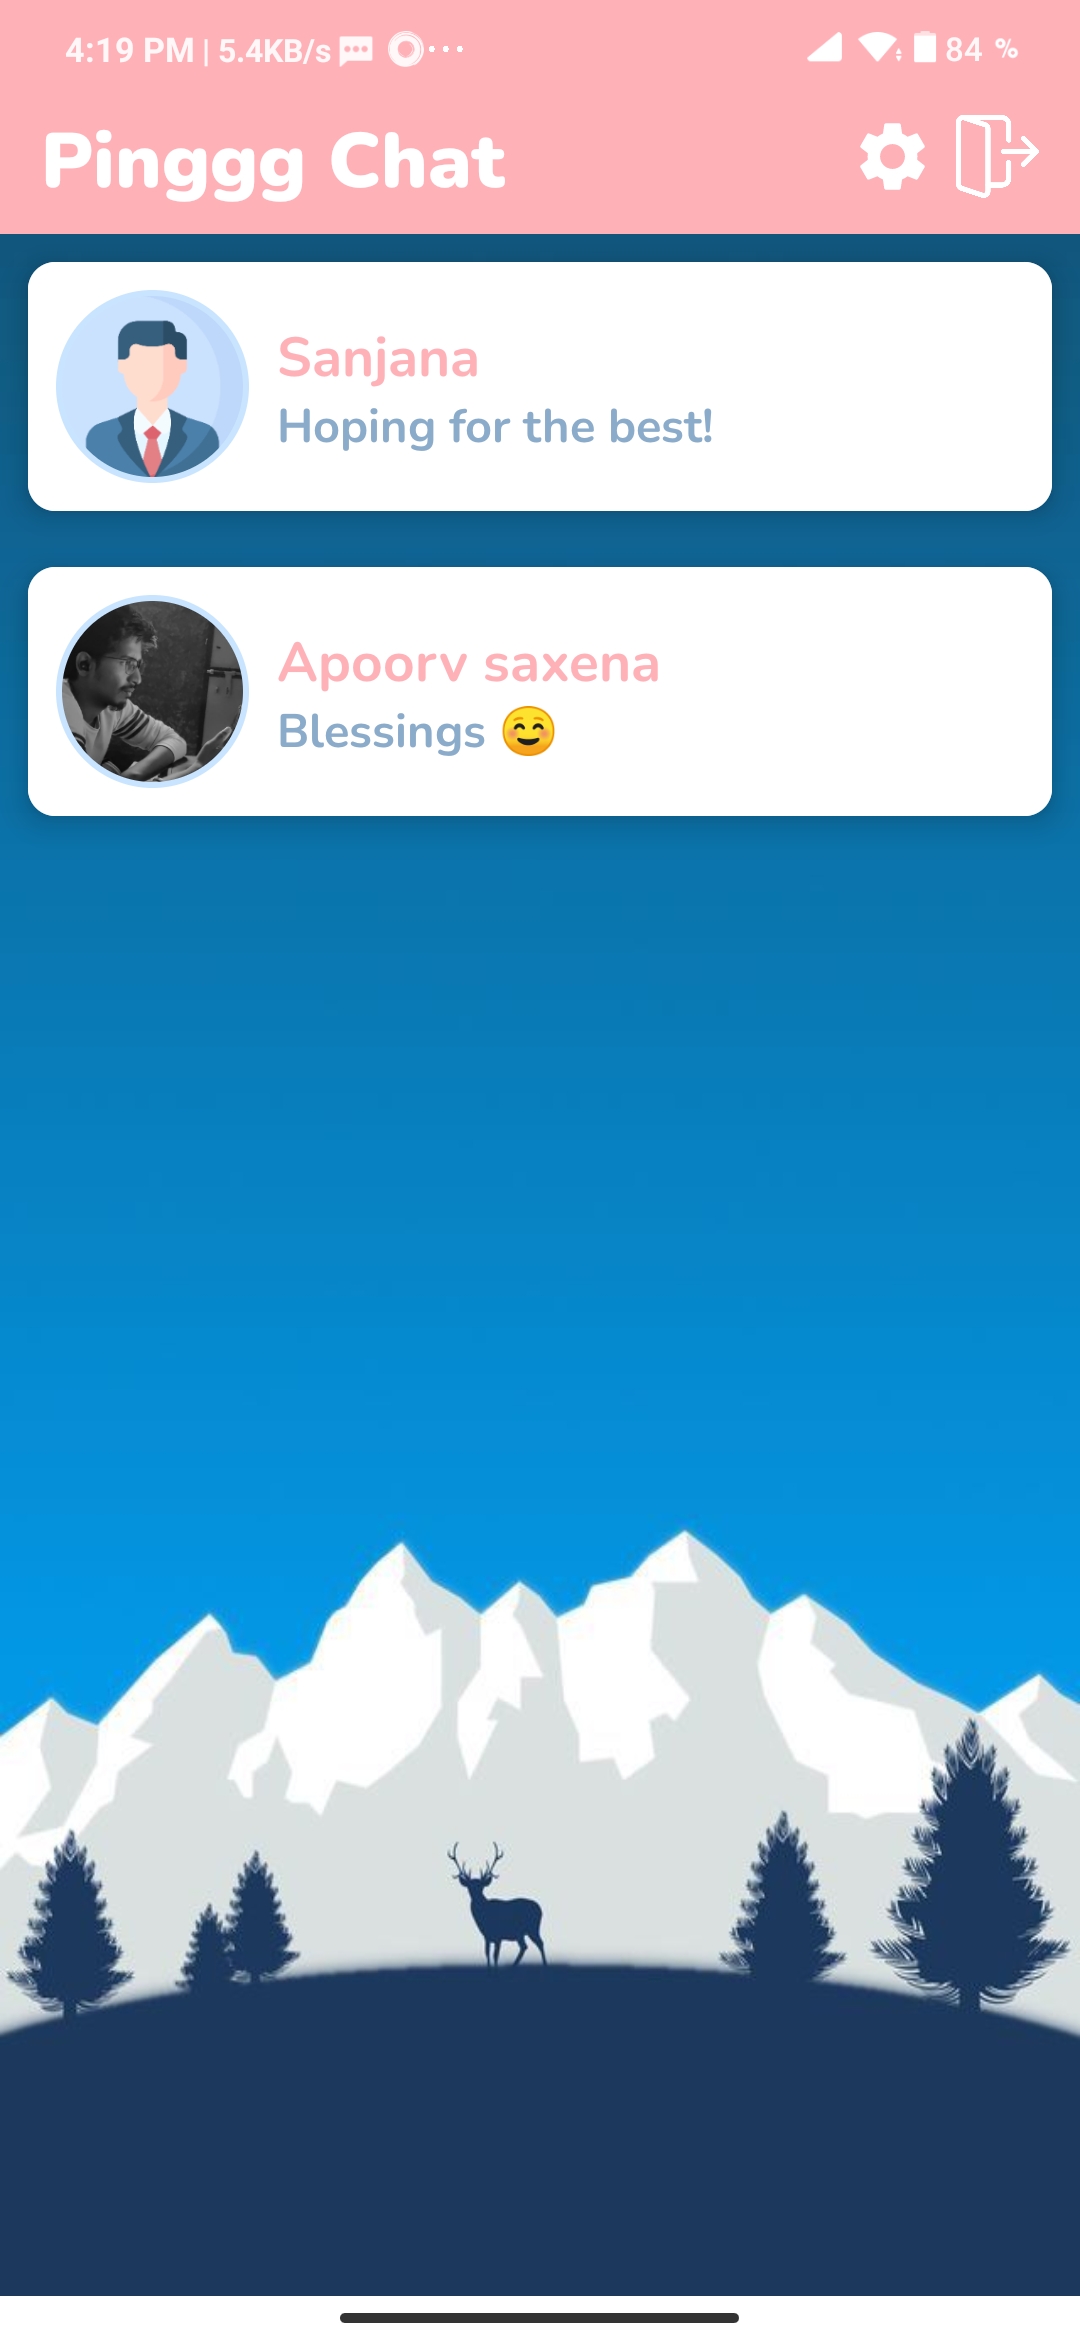 4:19 PM | 5.4KB/s 84 %
Pinggg Chat
Sanjana
Hoping for the best!
Apoorv saxena
Blessings ☺️